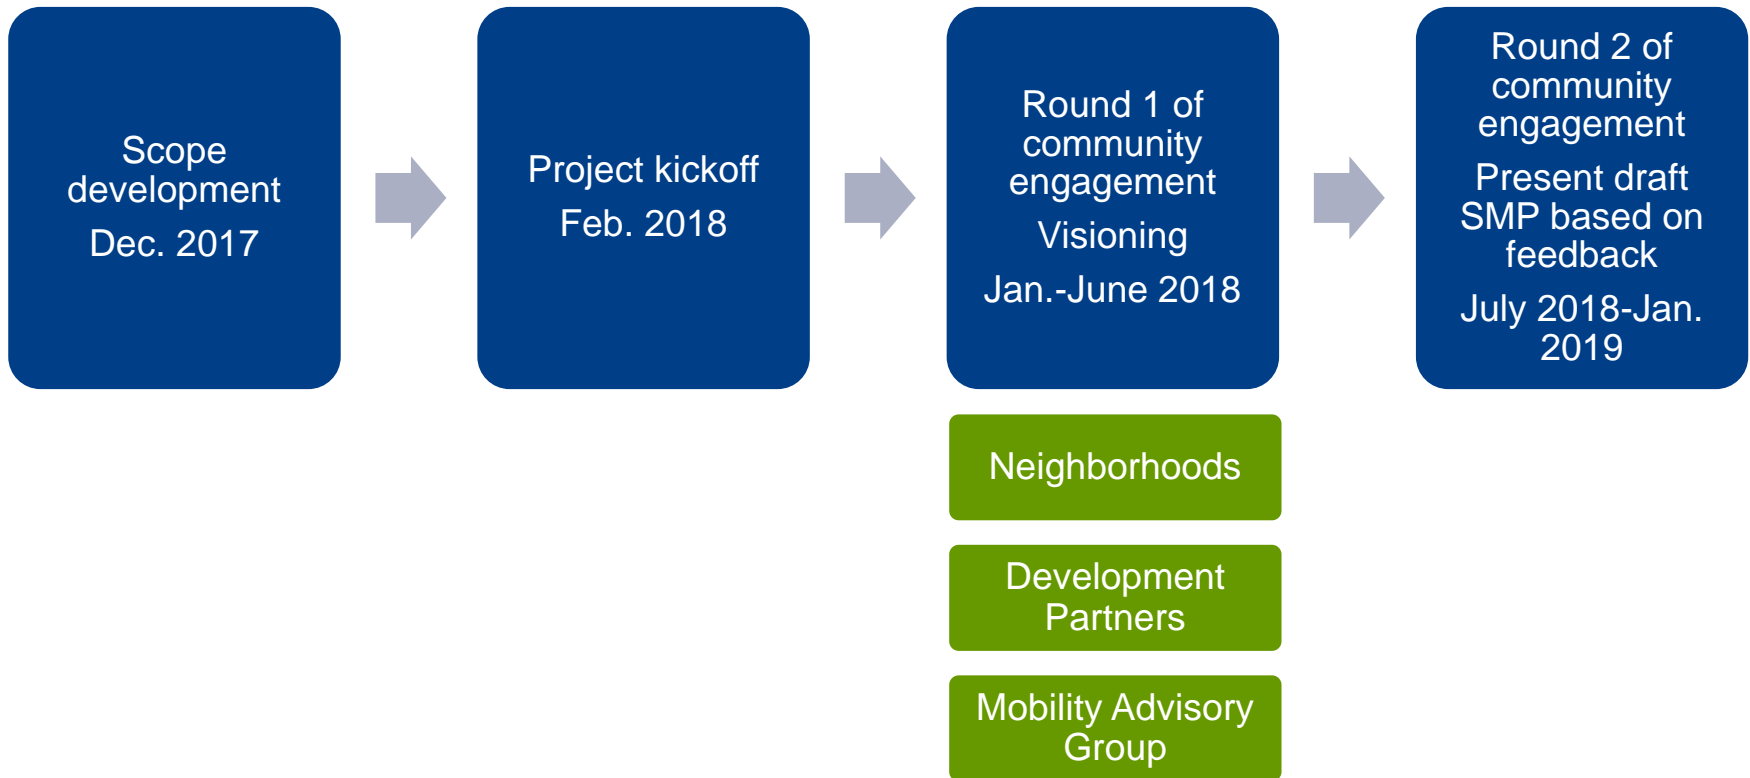 Scope
development
Dec. 2017
Project kickoff
Feb. 2018
Round 1 of
community
engagement
Visioning
Jan.-June 2018
Round 2 of
community
engagement
Present draft
SMP based on
feedback
July 2018-Jan.
2019
Neighborhoods
Development
Partners
Mobility Advisory
Group